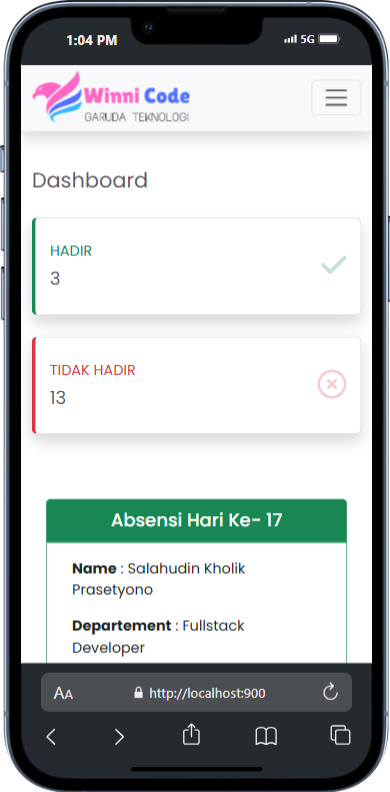 1:04 PM
5G
Winni Code
GARUDA TEKNOLOGI
Dashboard
HADIR
3
TIDAK HADIR
13
Absensi Hari Ke- 17
Name : Salahudin Kholik
Prasetyono
Departement : Fullstack
Developer
AA
http://localhost:900